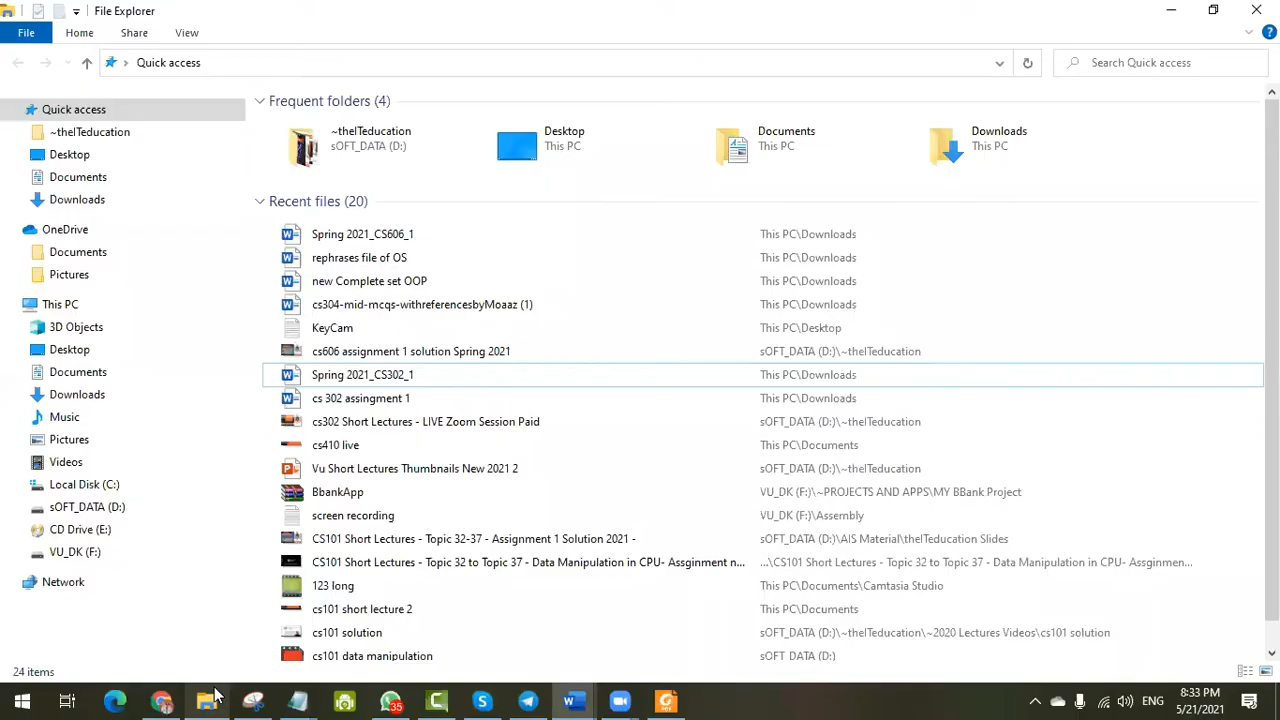 File Explorer
File Home Share View
Quick access Search Quick access
Quick access
~theITeducation
Desktop
Documents
Downloads
OneDrive
Documents
Pictures
This PC
3D Objects
Desktop
Documents
Downloads
Music
Pictures
Videos
Local Disk (C:)
sOFT_DATA (D:)
CD Drive (E:)
VU_DK (F:)
Network
Frequent folders (4)
~theITeducation
sOFT_DATA (D:)
Desktop
This PC
Documents
This PC
Downloads
This PC
Recent files (20)
Spring 2021_CS606_1 This PC\Downloads
rephrases file of OS This PC\Downloads
new Complete set OOP This PC\Downloads
cs304-mid-mcqs-withreferencesbyMoaaz (1) This PC\Downloads
KeyCam This PC\Desktop
cs606 assignment 1 solution Spring 2021 sOFT_DATA (D:)\~theITeducation
Spring 2021_CS302_1 This PC\Downloads
cs 302 assingment 1 This PC\Downloads
cs302 Short Lectures - LIVE Zoom Session Paid sOFT_DATA (D:)\~theITeducation
cs410 live This PC\Documents
Vu Short Lectures Thumbnails New 2021 2 sOFT_DATA (D:)\~theITeducation
BbankApp VU_DK (F:)\~PROJECTS AND APPS\MY BBank Project
screen recording VU_DK (F:)\Assembly
CS101 Short Lectures - Topic 32-37 - Assignment 1 Solution 2021 - sOFT_DATA (D:)\AIS Material\theITeducation Slides
CS101 Short Lectures - Topic 32 to Topic 37 - Data Manipulation in CPU- Assginment n... ...\CS101 Short Lectures - Topic 32 to Topic 37 - Data Manipulation in CPU- Assginmen...
123 long This PC\Documents\Camtasia Studio
cs101 short lecture 2 This PC\Documents
cs101 solution sOFT_DATA (D:)\~theITeducation\~2020 Lectures Videos\cs101 solution
cs101 data manipulation sOFT DATA (D:)
24 items
35
ENG
8:33 PM
5/21/2021